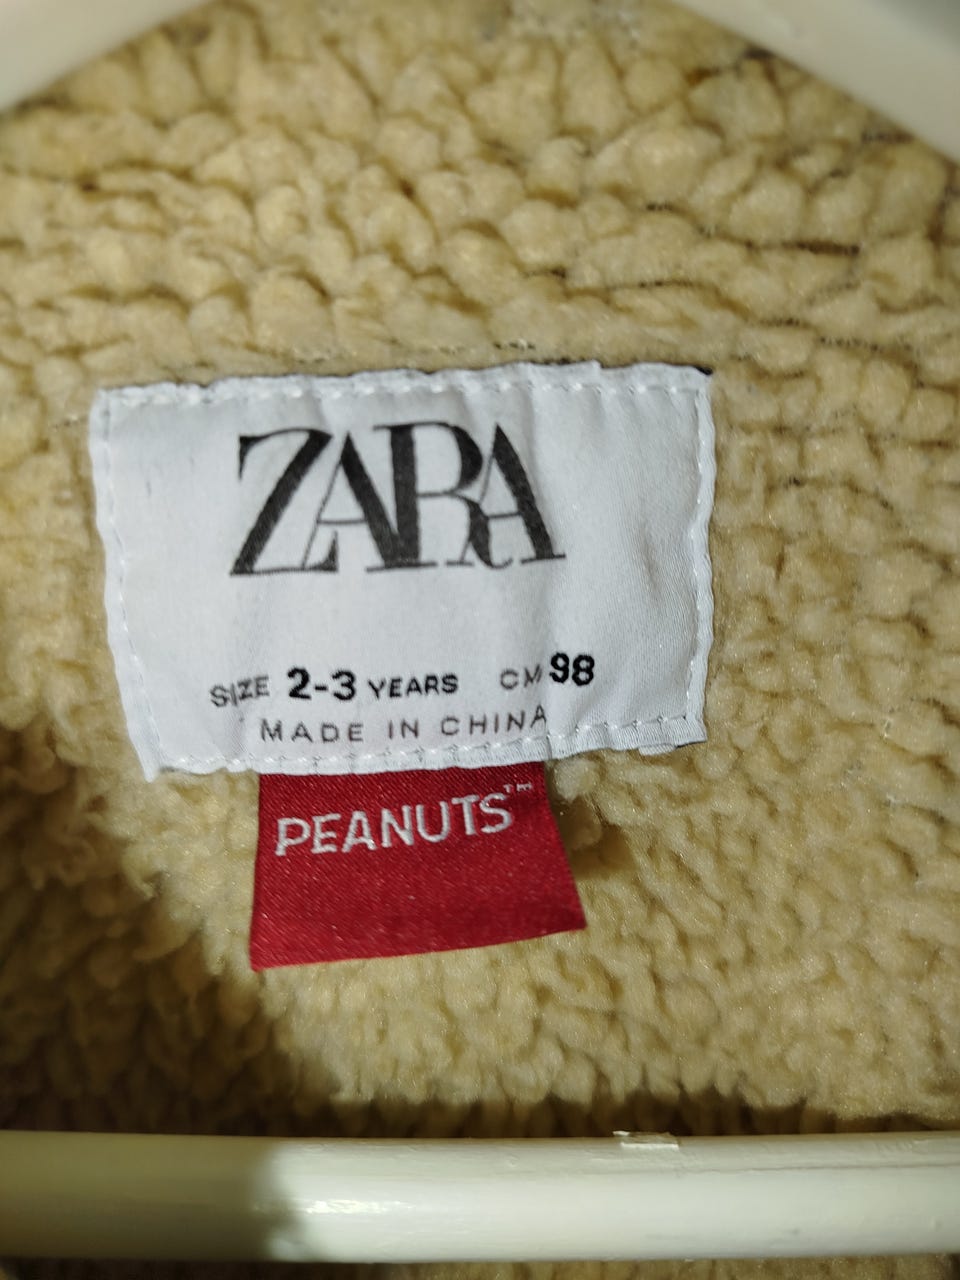 ZARA
SIZE 2-3 YEARS CM 98
MADE IN CHINA
PEANUTS™